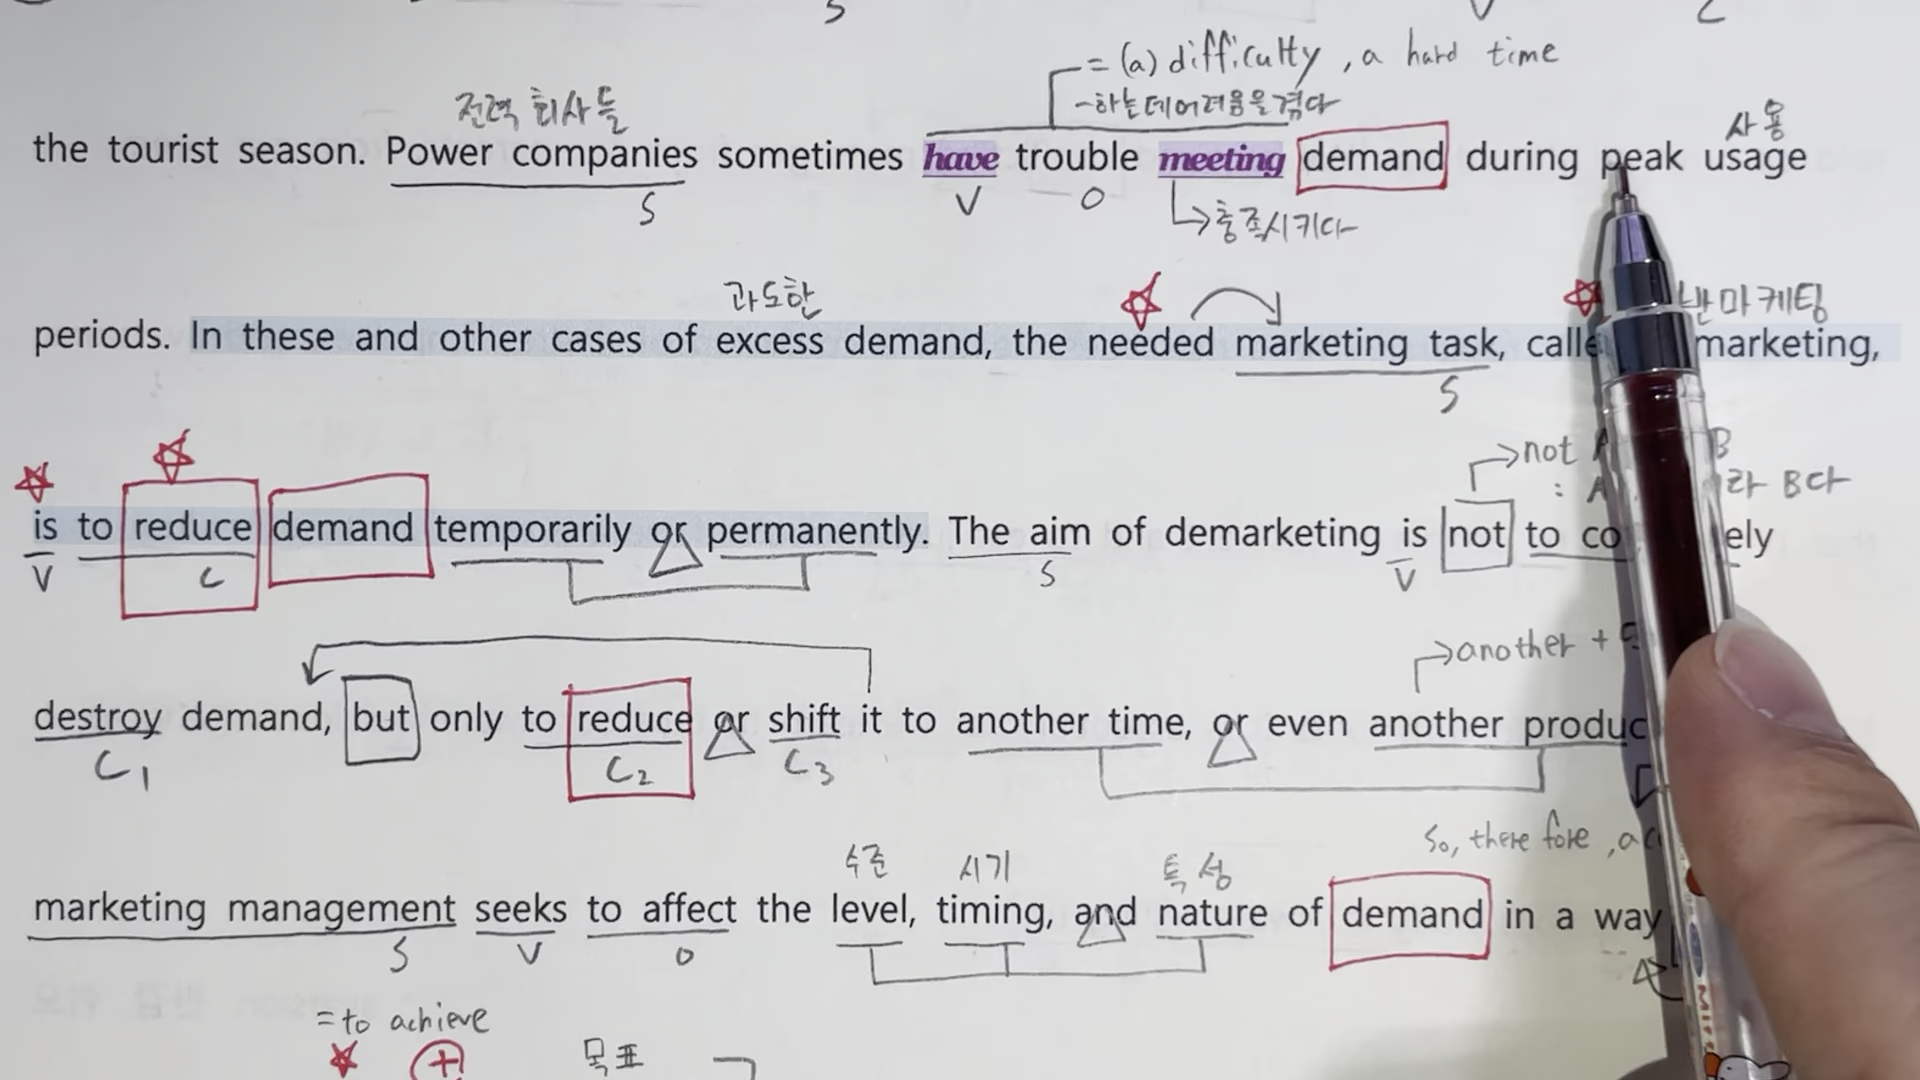 S V C
= (a) difficulty, a hard time
전력 회사들 -하는데어려움을겪다 사용
the tourist season. Power companies sometimes have trouble meeting demand during peak usage
S V O →충족시키다
과도한 반마케팅
periods. In these and other cases of excess demand, the needed marketing task, marketing,
S
→not B
: B다
is to reduce demand temporarily or permanently. The aim of demarketing is not to
V C S V
→another +
destroy demand, but only to reduce or shift it to another time, or even another
C1 C2 C3
So, therefore,
수준 시기 특성
marketing management seeks to affect the level, timing, and nature of demand in a way
S V O
=to achieve
+ 목표